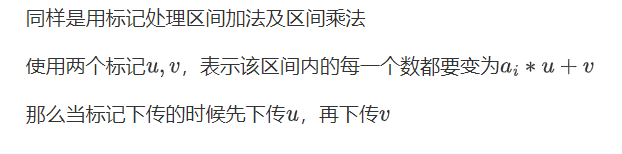 同样是用标记处理区间加法及区间乘法
使用两个标记u, v，表示该区间内的每一个数都要变为a_i * u + v
那么当标记下传的时候先下传u，再下传v